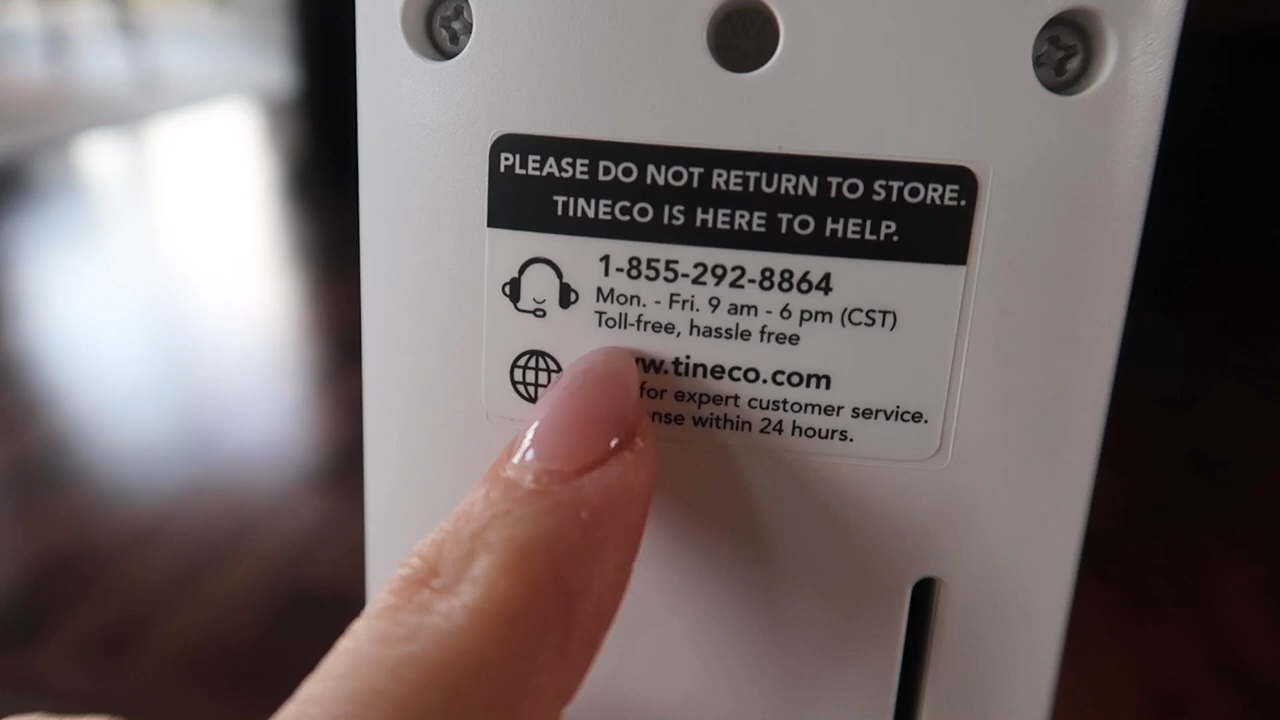 PLEASE DO NOT RETURN TO STORE.
TINECO IS HERE TO HELP.
1-855-292-8864
Mon. - Fri. 9 am - 6 pm (CST)
Toll-free, hassle free
w.tineco.com
for expert customer service.
nse within 24 hours.